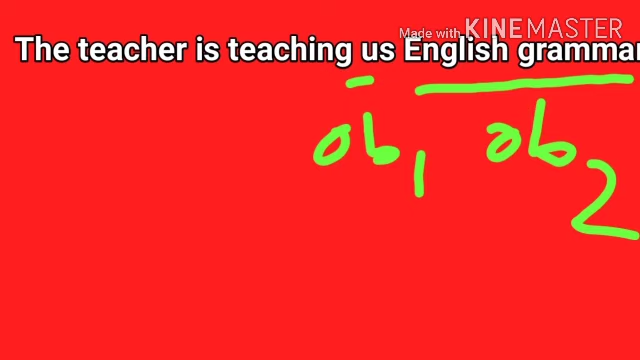 Made with KINEMASTER
The teacher is teaching us English grammar
ob1 ob2